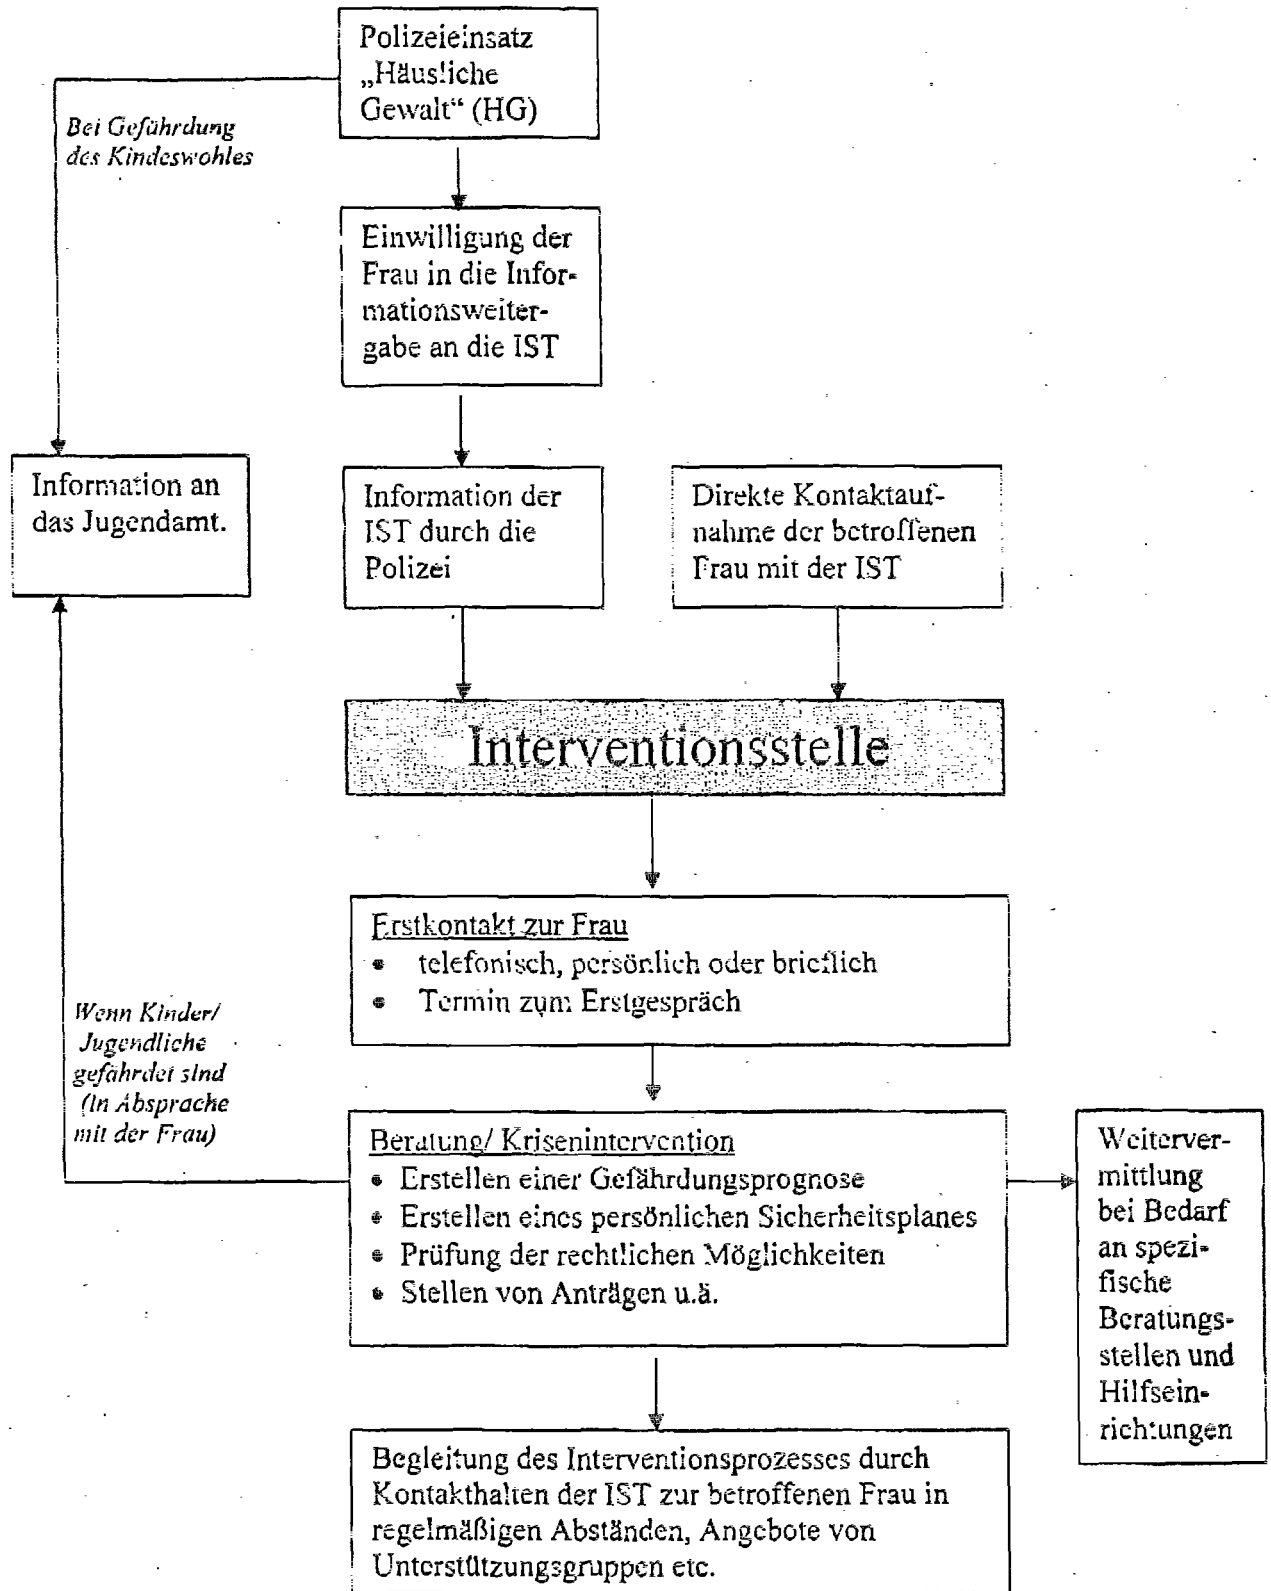 Polizeieinsatz
„Häusliche
Gewalt“ (HG)
Bei Gefährdung
des Kindeswohles
Einwilligung der
Frau in die Infor-
mationsweiter-
gabe an die IST
Information an
das Jugendamt.
Information der
IST durch die
Polizei
Direkte Kontaktauf-
nahme der betroffenen
Frau mit der IST
Interventionsstelle
Erstkontakt zur Frau
• telefonisch, persönlich oder brieflich
• Termin zum Erstgespräch
Wenn Kinder/
Jugendliche
gefährdet sind
(In Absprache
mit der Frau)
Beratung/ Krisenintervention
• Erstellen einer Gefährdungsprognose
• Erstellen eines persönlichen Sicherheitsplanes
• Prüfung der rechtlichen Möglichkeiten
• Stellen von Anträgen u.ä.
Weiterver-
mittlung
bei Bedarf
an spezi-
fische
Beratungs-
stellen und
Hilfsein-
richtungen
Begleitung des Interventionsprozesses durch
Kontakthalten der IST zur betroffenen Frau in
regelmäßigen Abständen, Angebote von
Unterstützungsgruppen etc.